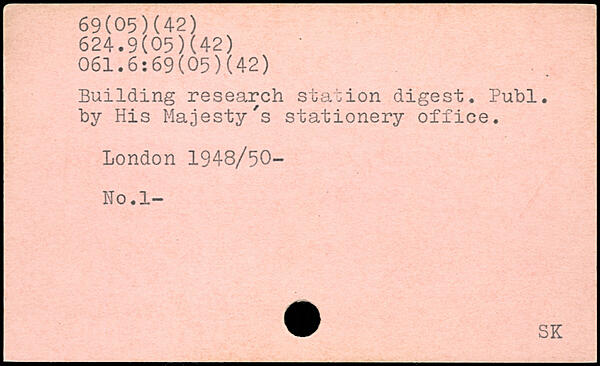 69(05)(42)
624.9(05)(42)
061.6:69(05)(42)
Building research station digest. Publ.
by His Majesty's stationery office.
London 1948/50-
No.1-
SK